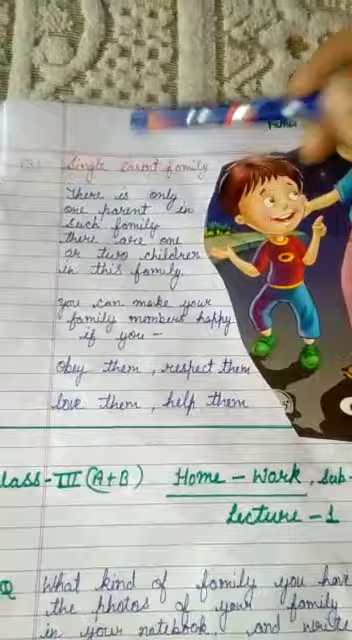 Single Parent family
There is only
one parent in
such family
there are one
or two children
in this family.
you can make your
family members happy
if you –
obey them, respect them
love them, help them
Class-III (A+B) Home – Work, Sub-
Lecture – 1
Q What kind of family you have
the photos of your family
in your notebook. and write